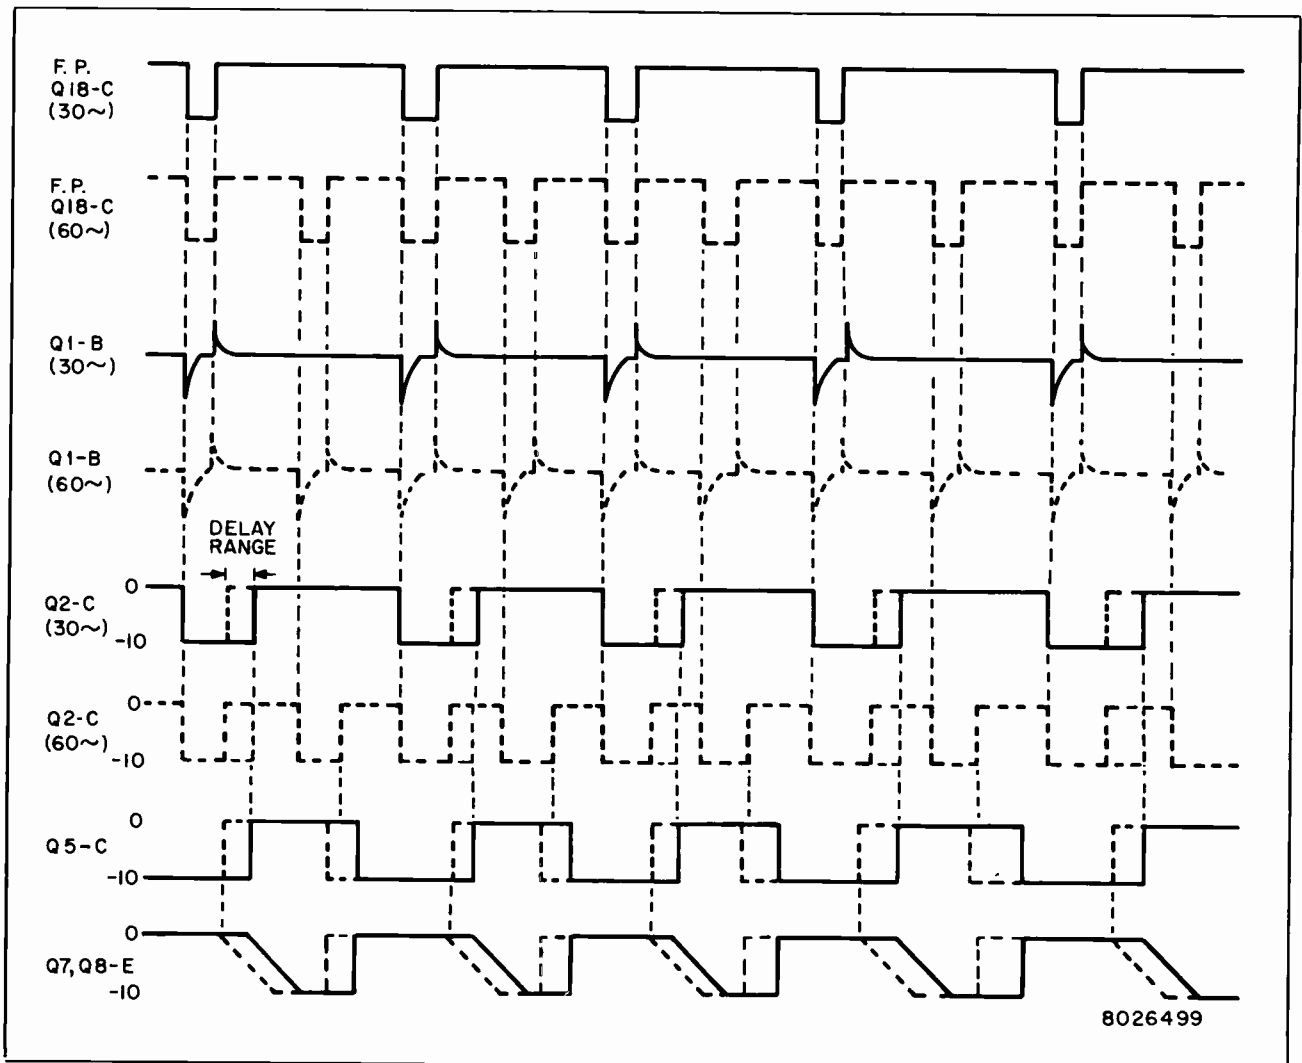 F.P.
Q18-C
(30~)
F.P.
Q18-C
(60~)
Q1-B
(30~)
Q1-B
(60~)
DELAY
RANGE
0
Q2-C
(30~)
-10
0
Q2-C
(60~)
-10
0
Q5-C
-10
0
Q7,Q8-E
-10
8026499